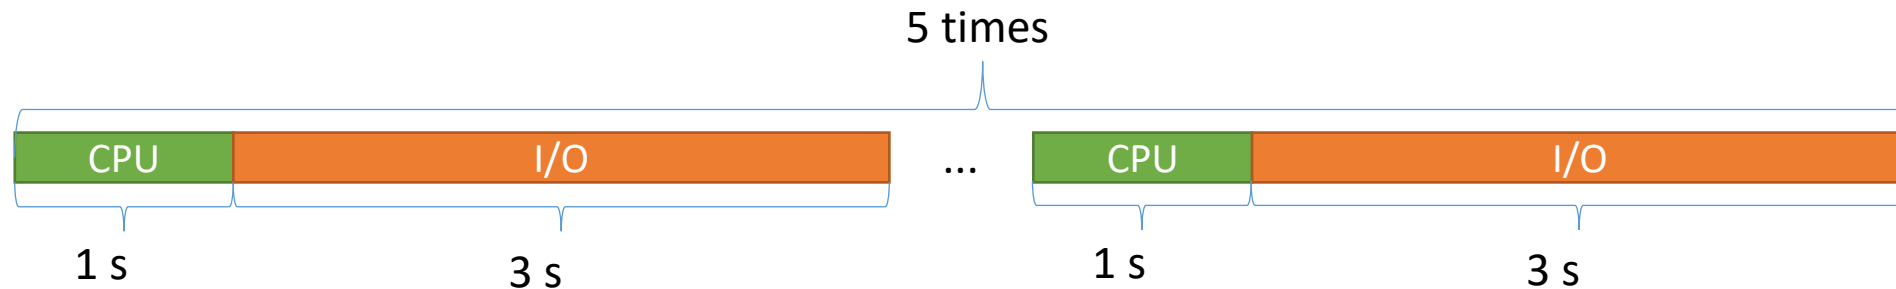 5 times
CPU I/O ... CPU I/O
1 s 3 s 1 s 3 s